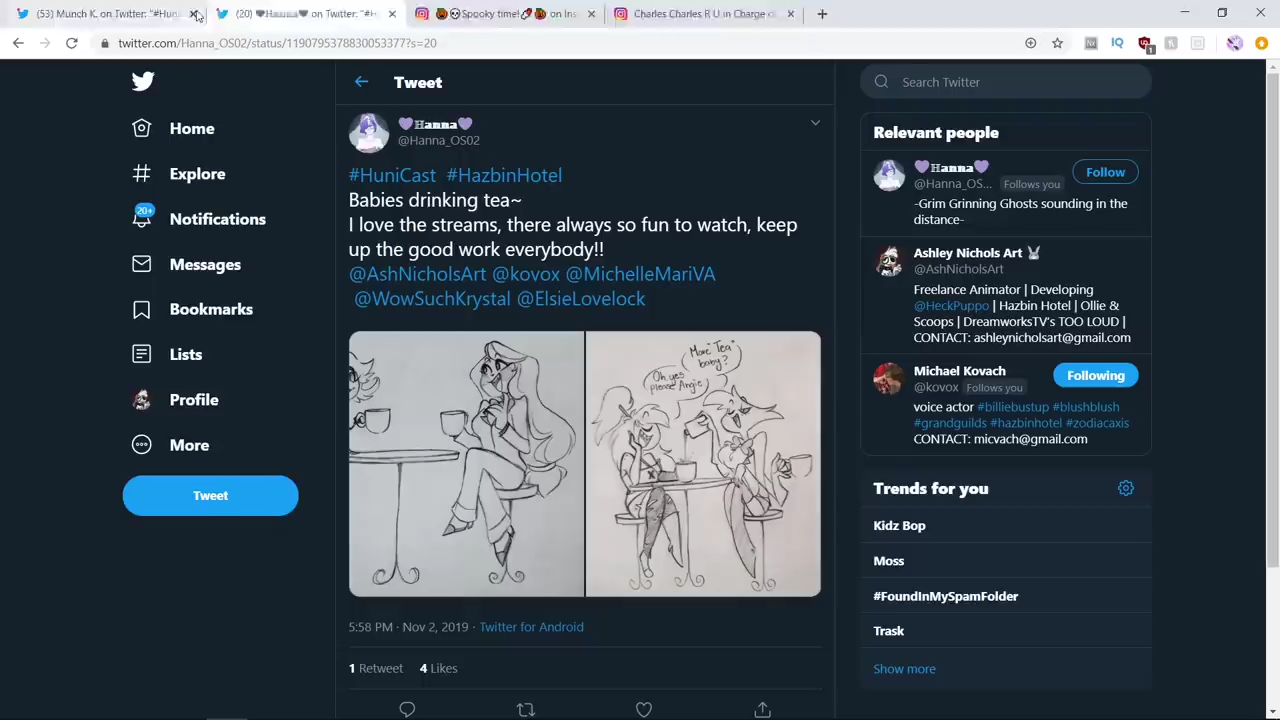 (53) Munch K. on Twitter: "#Huni
(20) 💜Hanna💜 on Twitter: "#H
🎃💀Spooky time!
on Ins
Charles Charles R U in Charge o
twitter.com/Hanna_OS02/status/1190795378830053377?s=20
Home
Explore
20+
Notifications
Messages
Bookmarks
Lists
Profile
More
Tweet
Tweet
💜Hanna💜
@Hanna_OS02
#HuniCast #HazbinHotel
Babies drinking tea~
I love the streams, there always so fun to watch, keep
up the good work everybody!!
@AshNicholsArt @kovox @MichelleMariVA
@WowSuchKrystal @ElsieLovelock
More "Tea"
baby?
Oh yes
please Angie
5:58 PM · Nov 2, 2019 · Twitter for Android
1 Retweet 4 Likes
Search Twitter
Relevant people
💜Hanna💜
@Hanna_OS... Follows you
Follow
-Grim Grinning Ghosts sounding in the
distance-
Ashley Nichols Art
@AshNicholsArt
Freelance Animator | Developing
@HeckPuppo | Hazbin Hotel | Ollie &
Scoops | DreamworksTV's TOO LOUD |
CONTACT: ashleynicholsart@gmail.com
Michael Kovach
@kovox Follows you
Following
voice actor #billiebustup #blushblush
#grandguilds #hazbinhotel #zodiacaxis
CONTACT: micvach@gmail.com
Trends for you
Kidz Bop
Moss
#FoundInMySpamFolder
Trask
Show more